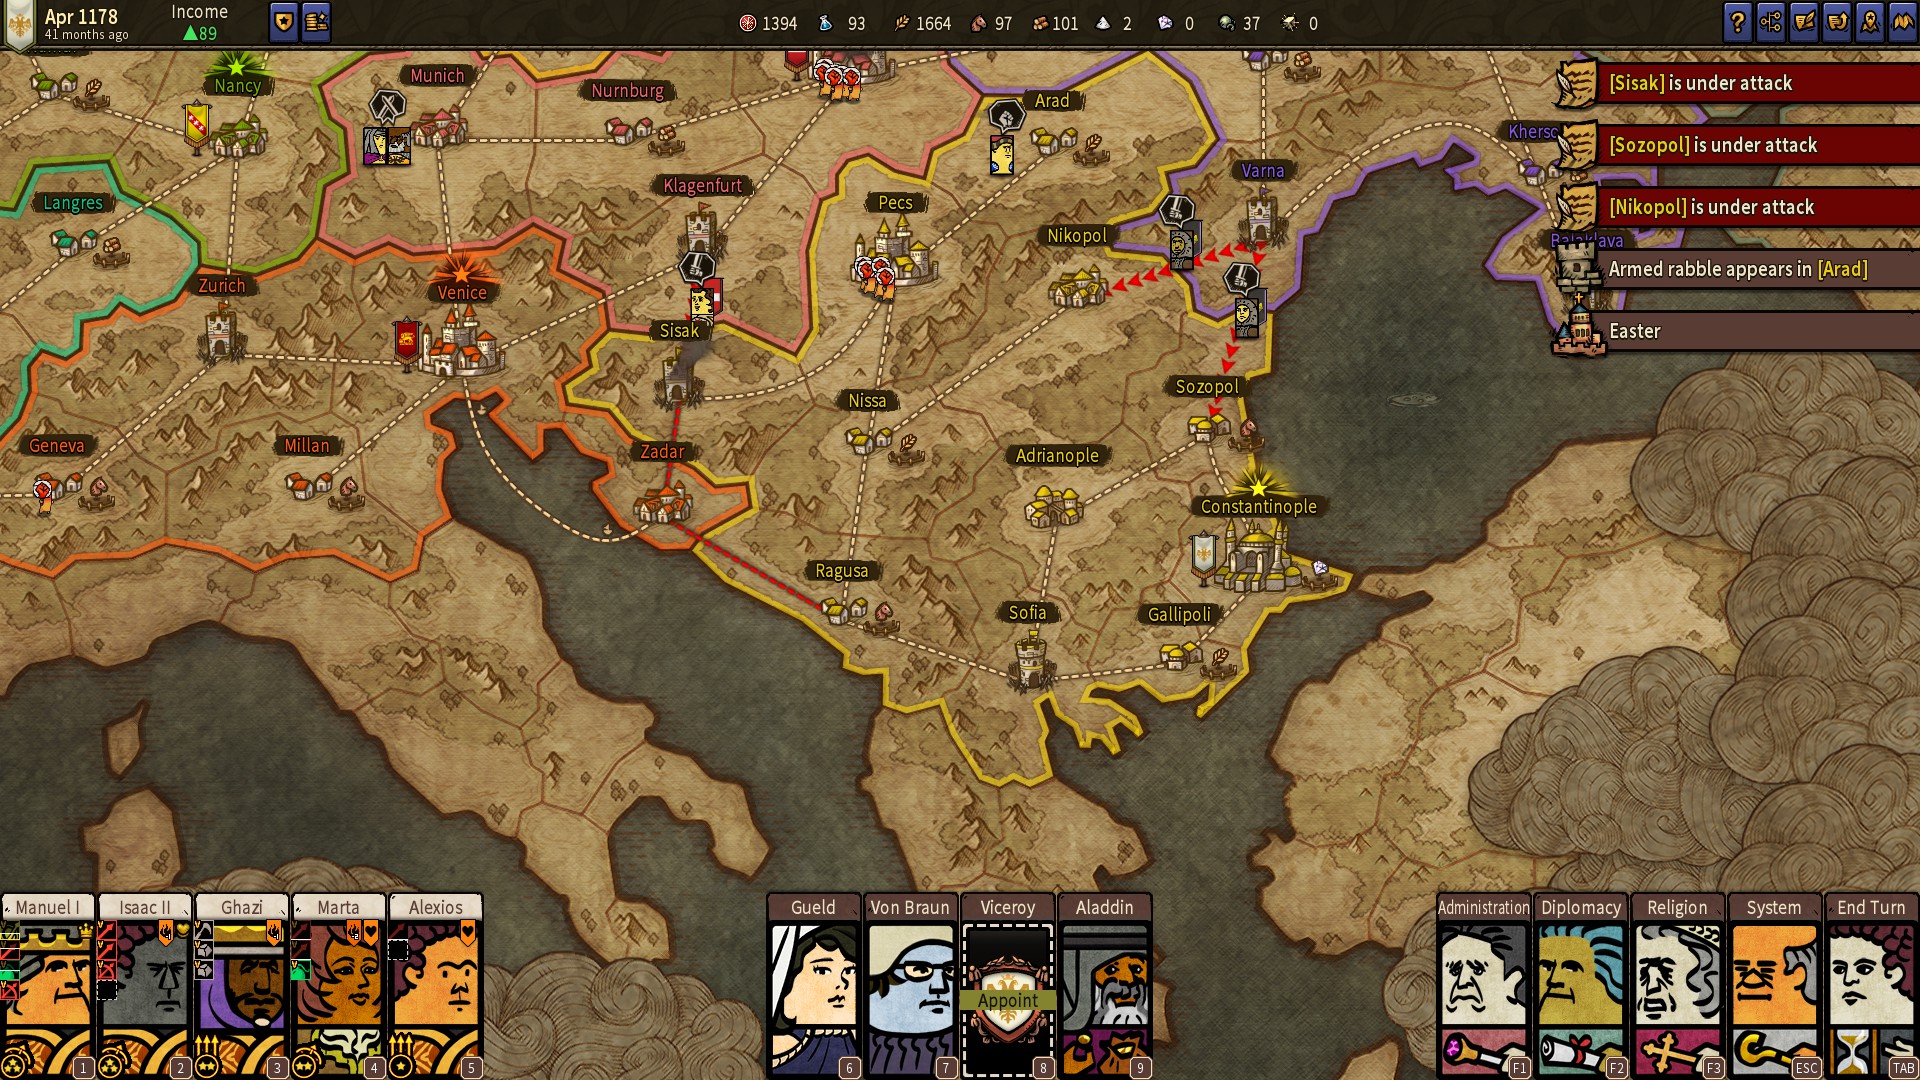 Apr 1178
41 months ago
Income
89
1394
93
1664
97
101
2
0
37
0
[Sisak] is under attack
[Sozopol] is under attack
[Nikopol] is under attack
Armed rabble appears in [Arad]
Easter
Nancy
Munich
Nurnburg
Arad
Langres
Klagenfurt
Pecs
Varna
Nikopol
Balaklava
Zurich
Venice
Sisak
Sozopol
Nissa
Geneva
Millan
Zadar
Adrianople
Constantinople
Ragusa
Sofia
Gallipoli
Manuel I
Isaac II
Ghazi
Marta
Alexios
1
2
3
4
5
Gueld
Von Braun
Viceroy
Aladdin
Appoint
6
7
8
9
Administration
Diplomacy
Religion
System
End Turn
F1
F2
F3
ESC
TAB